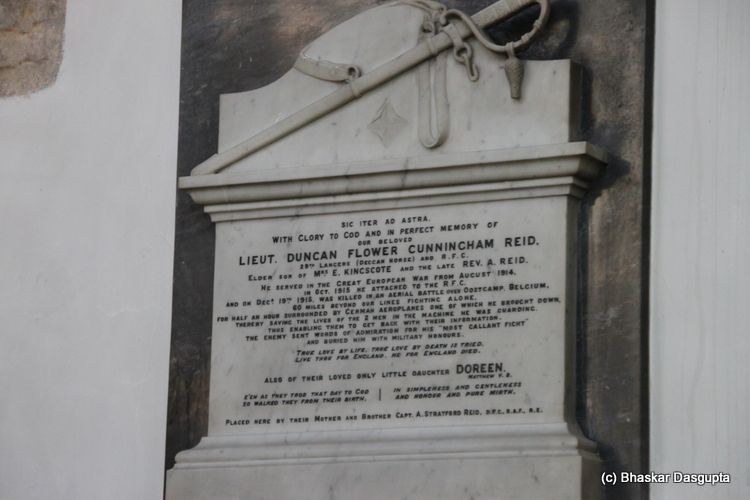 SIC ITER AD ASTRA.
WITH GLORY TO GOD AND IN PERFECT MEMORY OF
OUR BELOVED
LIEUT. DUNCAN FLOWER CUNNINGHAM REID.
29TH LANCERS (DECCAN HORSE) AND R.F.C.
ELDER SON OF MRS E. KINGSCOTE AND THE LATE REV. A. REID.
HE SERVED IN THE GREAT EUROPEAN WAR FROM AUGUST 1914.
IN OCT. 1915 HE ATTACHED TO THE R.F.C.
AND ON DECR 19TH 1915, WAS KILLED IN AN AERIAL BATTLE OVER OOSTCAMP, BELGIUM,
60 MILES BEYOND OUR LINES FIGHTING ALONE,
FOR HALF AN HOUR SURROUNDED BY GERMAN AEROPLANES ONE OF WHICH HE BROUGHT DOWN,
THEREBY SAVING THE LIVES OF THE 2 MEN IN THE MACHINE HE WAS GUARDING.
THUS ENABLING THEM TO GET BACK WITH THEIR INFORMATION.
THE ENEMY SENT WORDS OF ADMIRATION FOR HIS "MOST GALLANT FIGHT"
AND BURIED HIM WITH MILITARY HONOURS.
TRUE LOVE BY LIFE, TRUE LOVE BY DEATH IS TRIED.
LIVE THOU FOR ENGLAND. HE FOR ENGLAND DIED.
ALSO OF THEIR LOVED ONLY LITTLE DAUGHTER DOREEN.
MATTHEW V. 8.
E'EN AS THEY TROD THAT DAY TO GOD
SO WALKED THEY FROM THEIR BIRTH.
IN SIMPLENESS AND GENTLENESS
AND HONOUR AND PURE MIRTH.
PLACED HERE BY THEIR MOTHER AND BROTHER CAPT. A. STRATFORD REID. D.F.C., R.A.F., R.E.
(c) Bhaskar Dasgupta